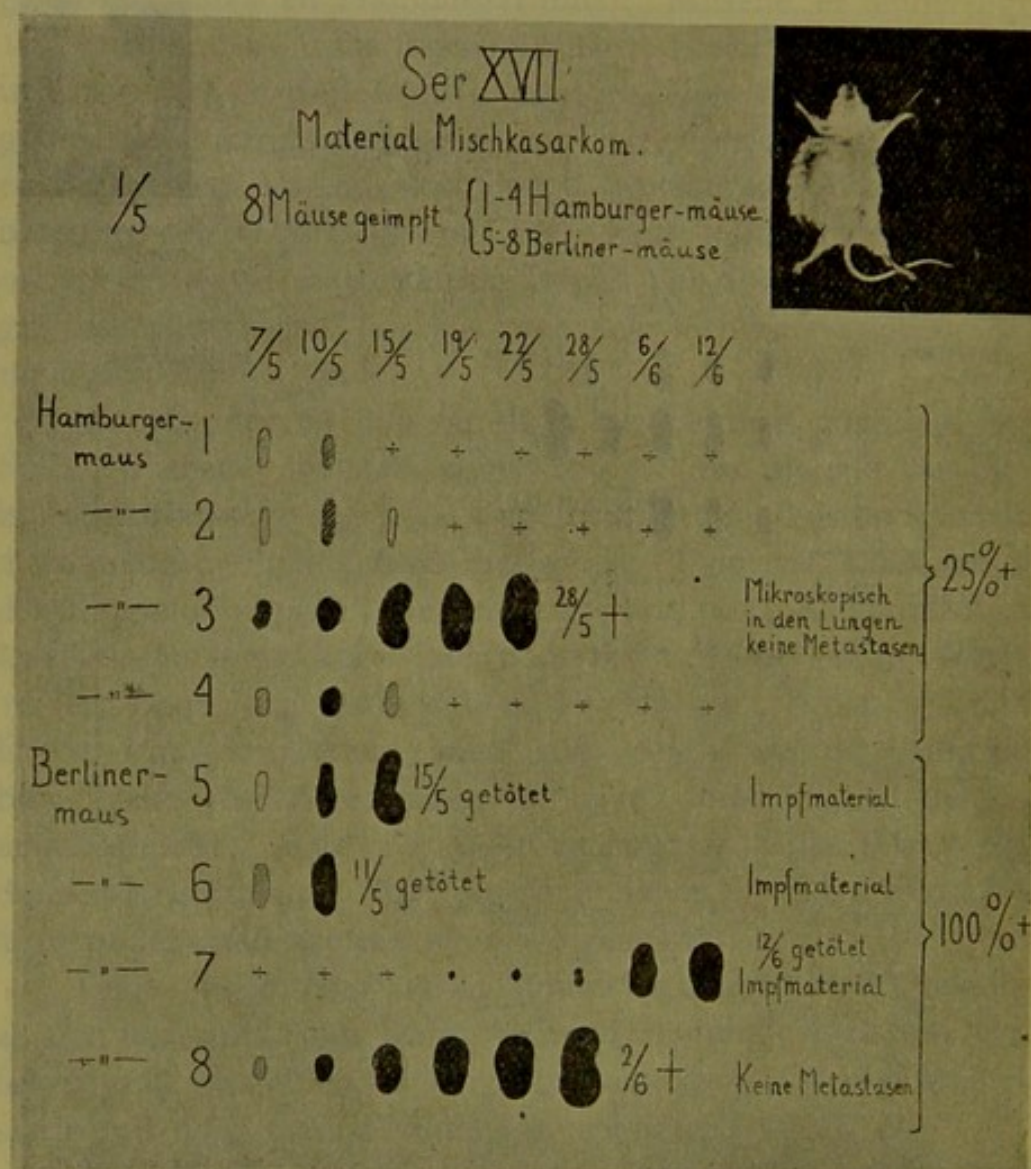 Ser XVII.
Material Mischkasarkom.
1/5 8 Mäuse geimpft { 1-4 Hamburger-mäuse
5-8 Berliner-mäuse
7/5 10/5 15/5 19/5 22/5 28/5 6/6 12/6
Hamburger-maus 1 ÷ ÷ ÷ ÷ ÷ ÷
—"— 2 ÷ ÷ ÷ ÷ ÷
—"— 3 28/5 + Mikroskopisch
in den Lungen
keine Metastasen
—"— 4 ÷ ÷ ÷ ÷ ÷
25%+
Berliner-maus 5 15/5 getötet Impfmaterial
—"— 6 11/5 getötet Impfmaterial
—"— 7 ÷ ÷ ÷ 12/6 getötet
Impfmaterial
—"— 8 2/6 + Keine Metastasen
100%+